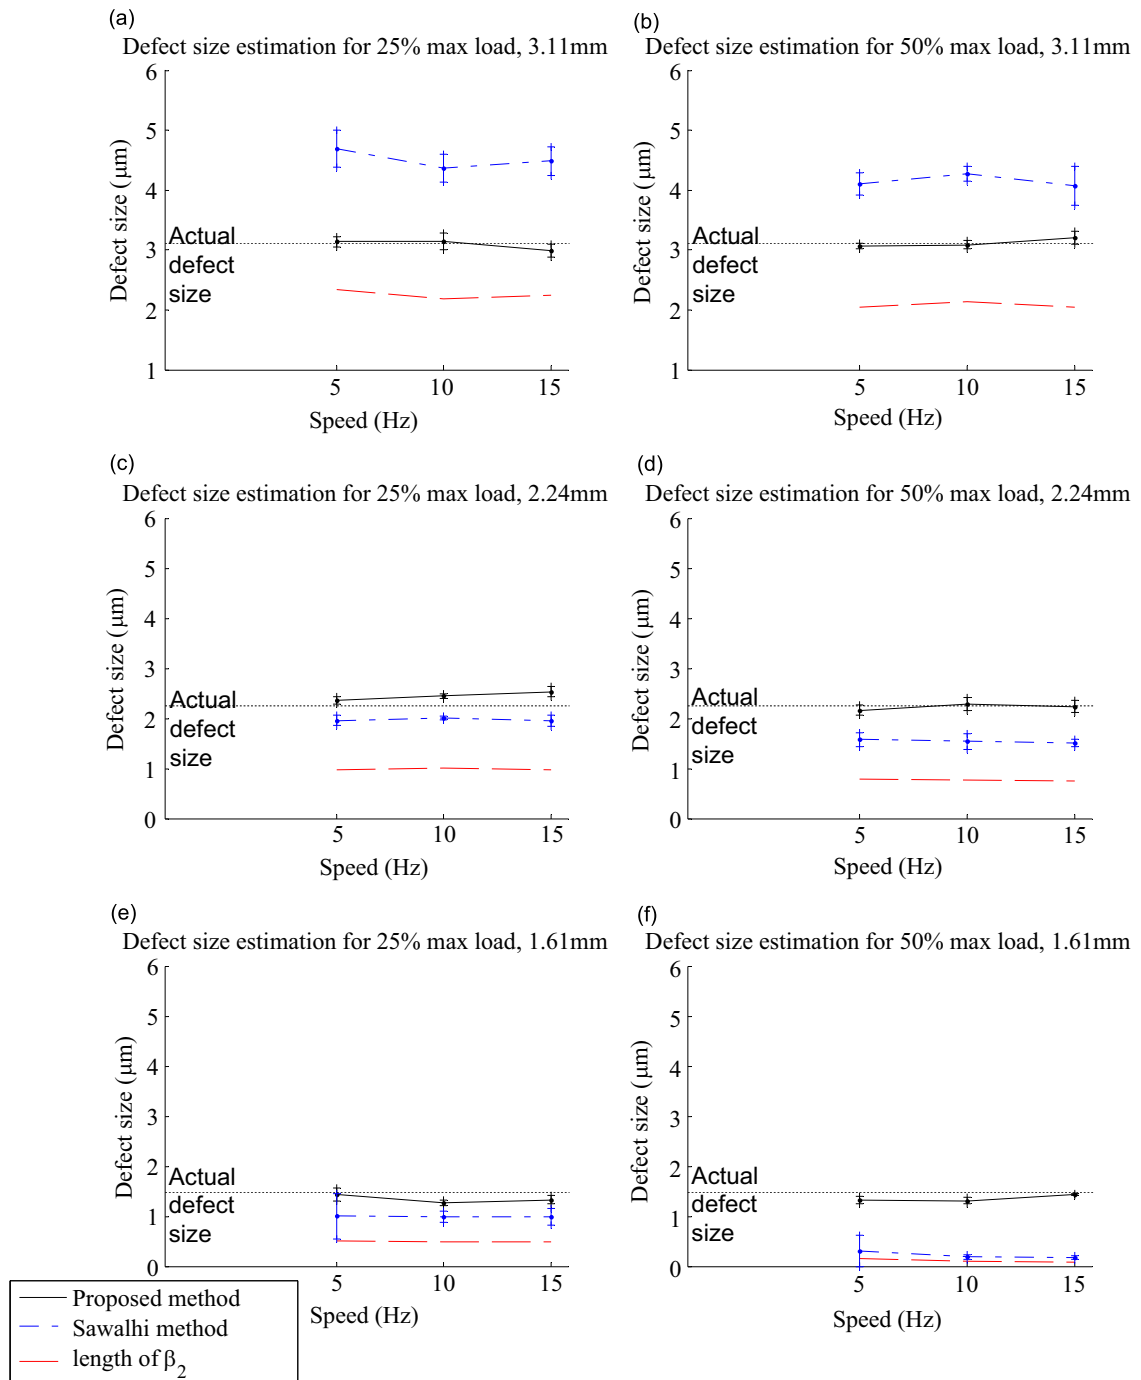 (a)
Defect size estimation for 25% max load, 3.11mm
6
5
4
3
2
1
Defect size (μm)
Actual
defect
size
5 10 15
Speed (Hz)
(b)
Defect size estimation for 50% max load, 3.11mm
6
5
4
3
2
1
Defect size (μm)
Actual
defect
size
5 10 15
Speed (Hz)
(c)
Defect size estimation for 25% max load, 2.24mm
6
5
4
3
2
1
0
Defect size (μm)
Actual
defect
size
5 10 15
Speed (Hz)
(d)
Defect size estimation for 50% max load, 2.24mm
6
5
4
3
2
1
0
Defect size (μm)
Actual
defect
size
5 10 15
Speed (Hz)
(e)
Defect size estimation for 25% max load, 1.61mm
6
5
4
3
2
1
0
Defect size (μm)
Actual
defect
size
5 10 15
Speed (Hz)
(f)
Defect size estimation for 50% max load, 1.61mm
6
5
4
3
2
1
0
Defect size (μm)
Actual
defect
size
5 10 15
Speed (Hz)
Proposed method
Sawalhi method
length of β₂